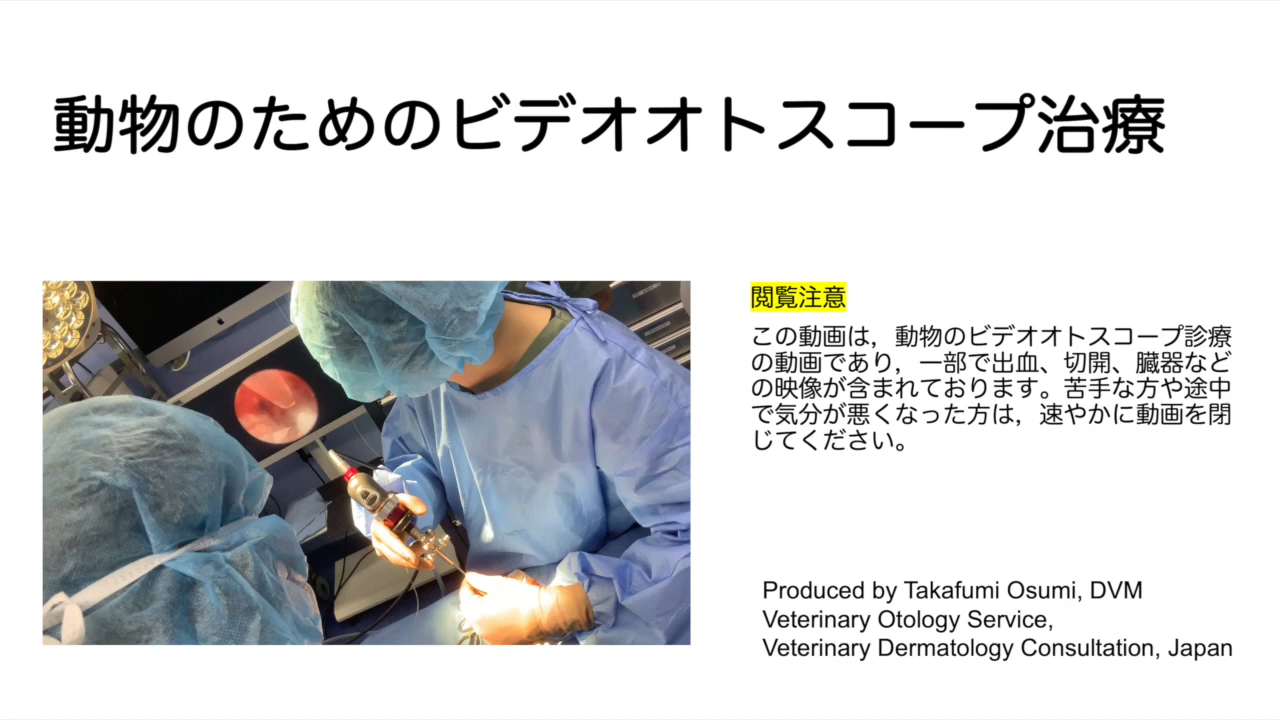 動物のためのビデオオトスコープ治療
閲覧注意
この動画は，動物のビデオオトスコープ診療
の動画であり，一部で出血、切開、臓器など
の映像が含まれております。苦手な方や途中
で気分が悪くなった方は，速やかに動画を閉
じてください。
Produced by Takafumi Osumi, DVM
Veterinary Otology Service,
Veterinary Dermatology Consultation, Japan